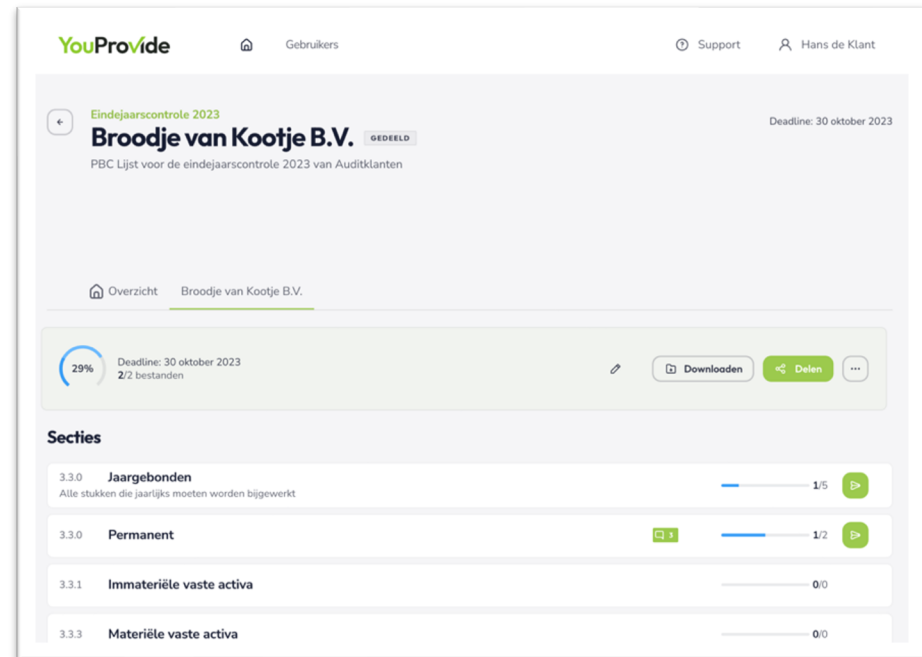 YouProvide
Gebruikers
Support
Hans de Klant
Eindejaarscontrole 2023
Deadline: 30 oktober 2023
Broodje van Kootje B.V. GEDEELD
PBC Lijst voor de eindejaarscontrole 2023 van Auditklanten
Overzicht
Broodje van Kootje B.V.
29%
Deadline: 30 oktober 2023
2/2 bestanden
Downloaden
Delen
Secties
3.3.0 Jaargebonden 1/5
Alle stukken die jaarlijks moeten worden bijgewerkt
3.3.0 Permanent 3 1/2
3.3.1 Immateriële vaste activa 0/0
3.3.3 Materiële vaste activa 0/0